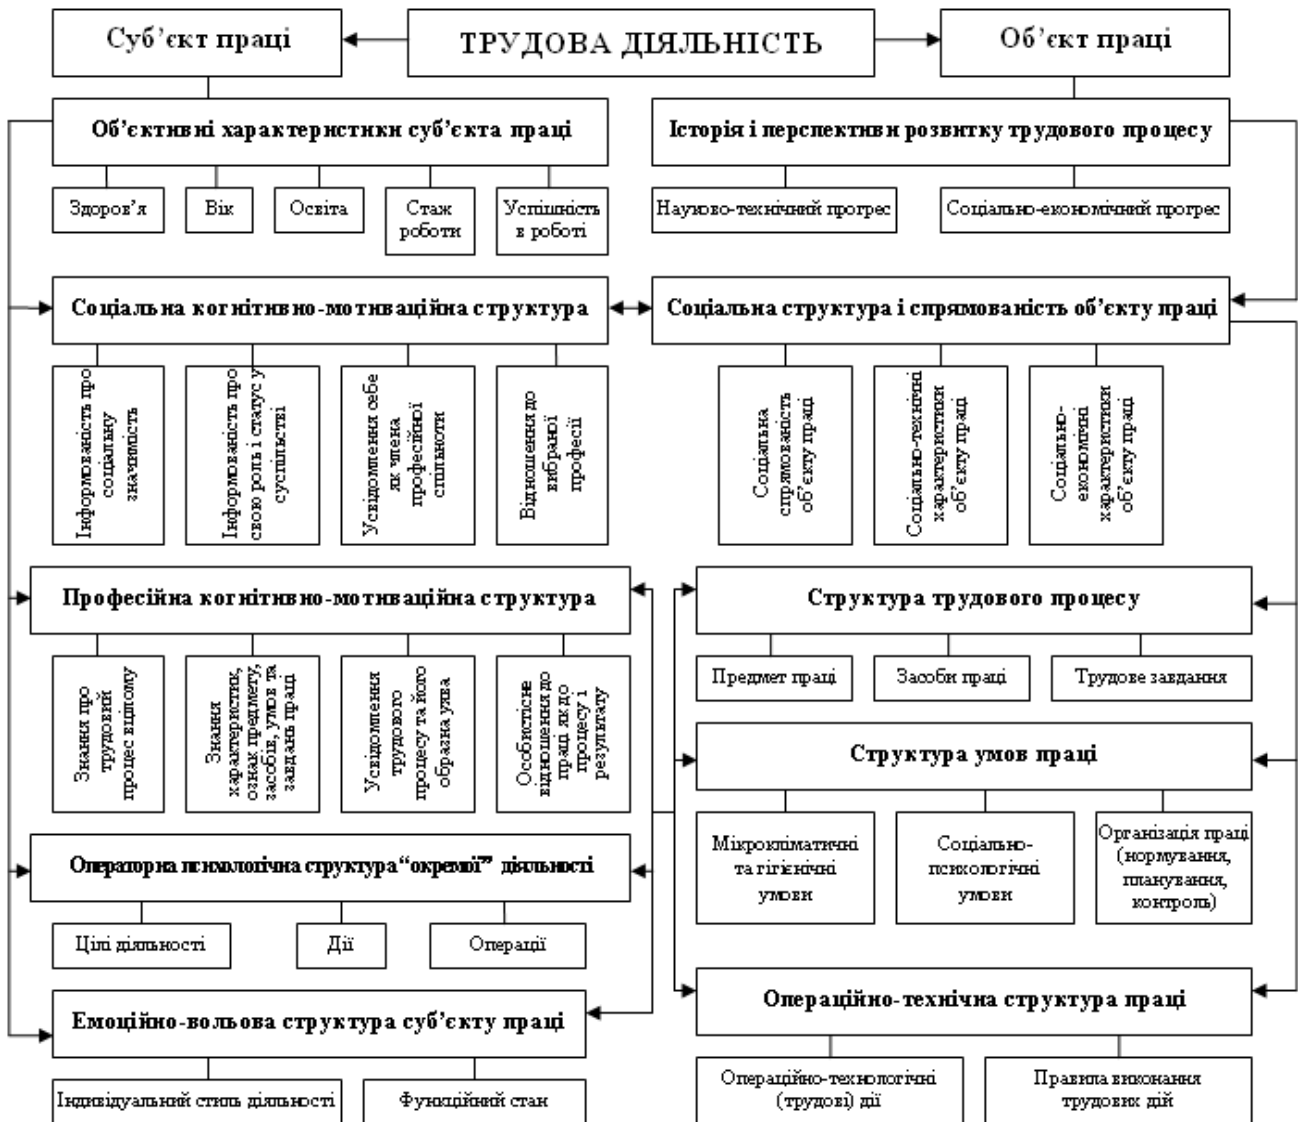 Суб’єкт праці
ТРУДОВА ДІЯЛЬНІСТЬ
Об’єкт праці
Об’єктивні характеристики суб’єкта праці
Історія і перспективи розвитку трудового процесу
Здоров’я
Вік
Освіта
Стаж
роботи
Успішність
в роботі
Науково-технічний прогрес
Соціально-економічний прогрес
Соціальна когнітивно-мотиваційна структура
Соціальна структура і спрямованість об’єкту праці
Інформованість про
соціальну
значимість
Інформованість про
свою роль і статус у
суспільстві
Усвідомлення себе
як члена
професійної
спільноти
Відношення до
вибраної
професії
Соціальна
спрямованість
об’єкту праці
Соціально-технічні
характеристики
об’єкту праці
Соціально-
економічні
характеристики
об’єкту праці
Професійна когнітивно-мотиваційна структура
Структура трудового процесу
Знання про
трудовий
процес вцілому
Знання
характеристик,
ознак предмету,
засобів, умов та
завдань праці
Усвідомлення
трудового
процесу та його
образна уява
Особистісне
відношення до
праці як до
процесу і
результату
Предмет праці
Засоби праці
Трудове завдання
Структура умов праці
Мікрокліматичні
та гігієнічні
умови
Соціально-
психологічні
умови
Організація праці
(нормування,
планування,
контроль)
Операторна психологічна структура “окремої” діяльності
Цілі діяльності
Дії
Операції
Операційно-технічна структура праці
Емоційно-вольова структура суб’єкту праці
Операційно-технологічні
(трудові) дії
Правила виконання
трудових дій
Індивідуальний стиль діяльності
Функційний стан